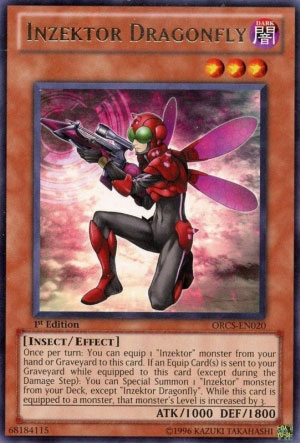 INZEKTOR DRAGONFLY
DARK
闇
1st Edition
ORCS-EN020
[INSECT/EFFECT]
Once per turn: You can equip 1 "Inzektor" monster from your
hand or Graveyard to this card. If an Equip Card(s) is sent to your
Graveyard while equipped to this card (except during the
Damage Step): You can Special Summon 1 "Inzektor" monster
from your Deck, except "Inzektor Dragonfly". While this card is
equipped to a monster, that monster's Level is increased by 3.
ATK/1000 DEF/1800
68184115
©1996 KAZUKI TAKAHASHI